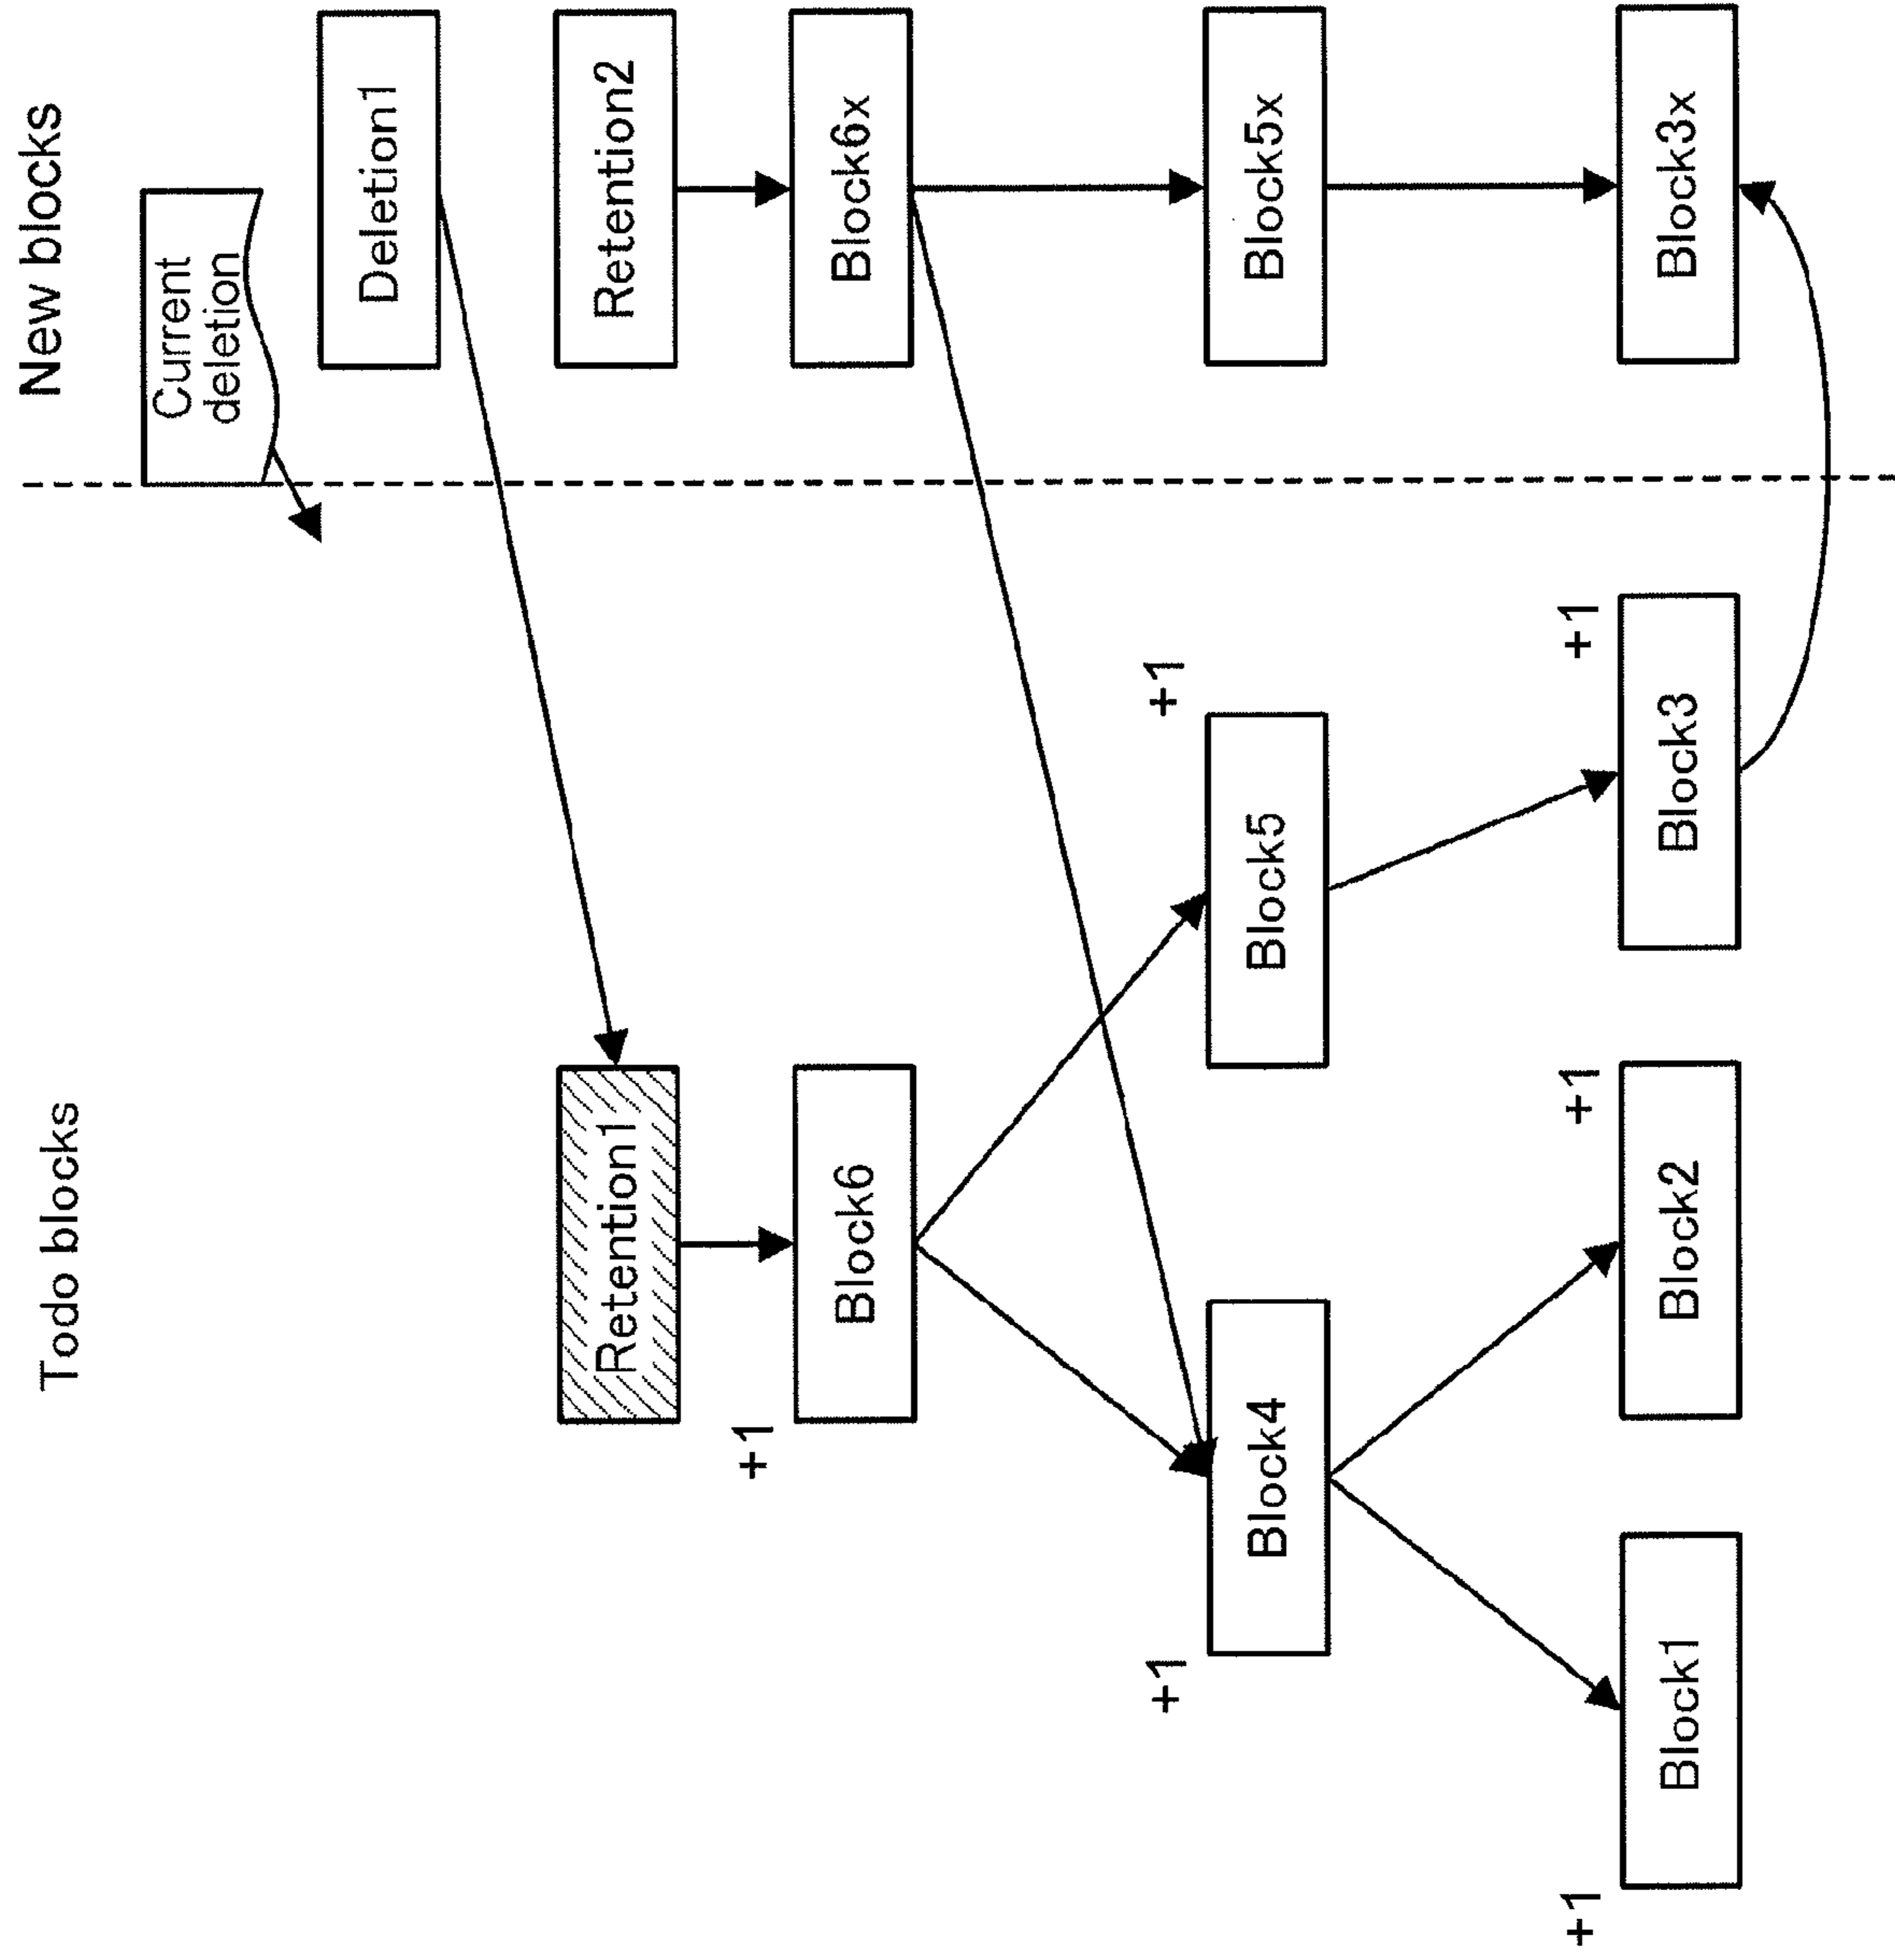 Todo blocks
New blocks
Current
deletion
Deletion1
Retention1
Retention2
+1
Block6
Block6x
+1
+1
Block4
Block5
Block5x
+1
+1
+1
Block1
Block2
Block3
Block3x